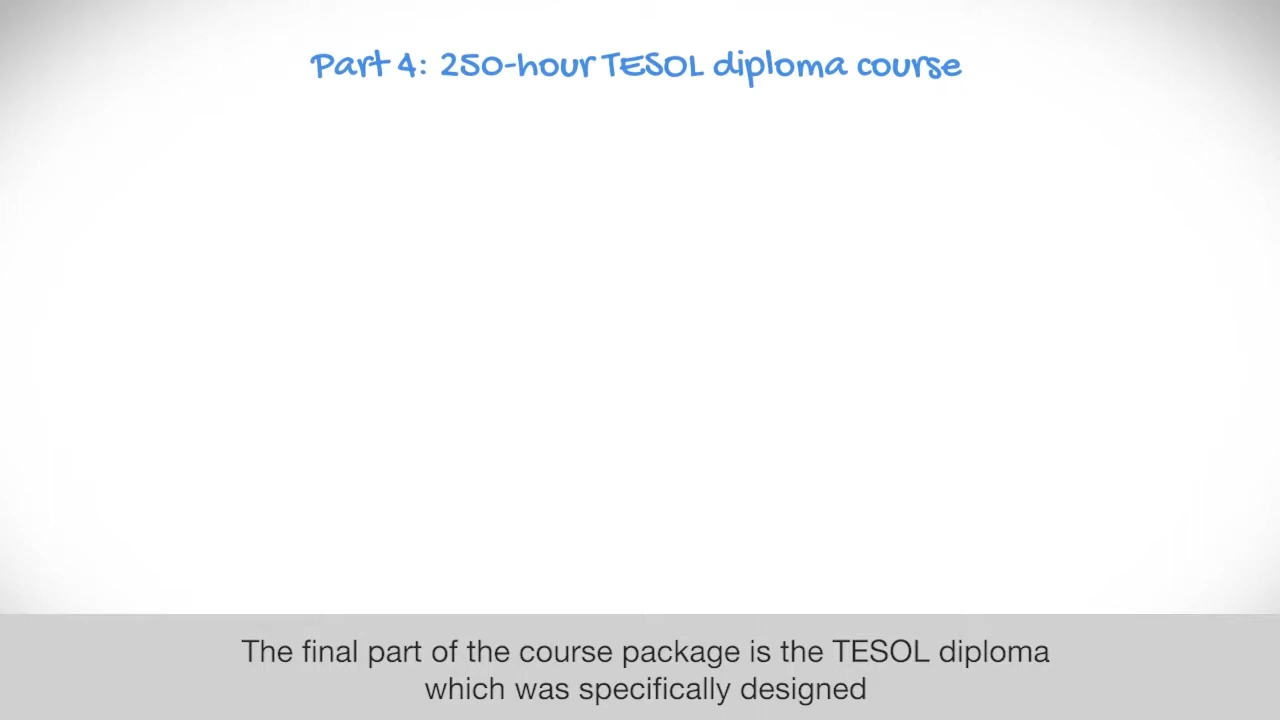 Part 4: 250-hour TESOL diploma course
The final part of the course package is the TESOL diploma
which was specifically designed